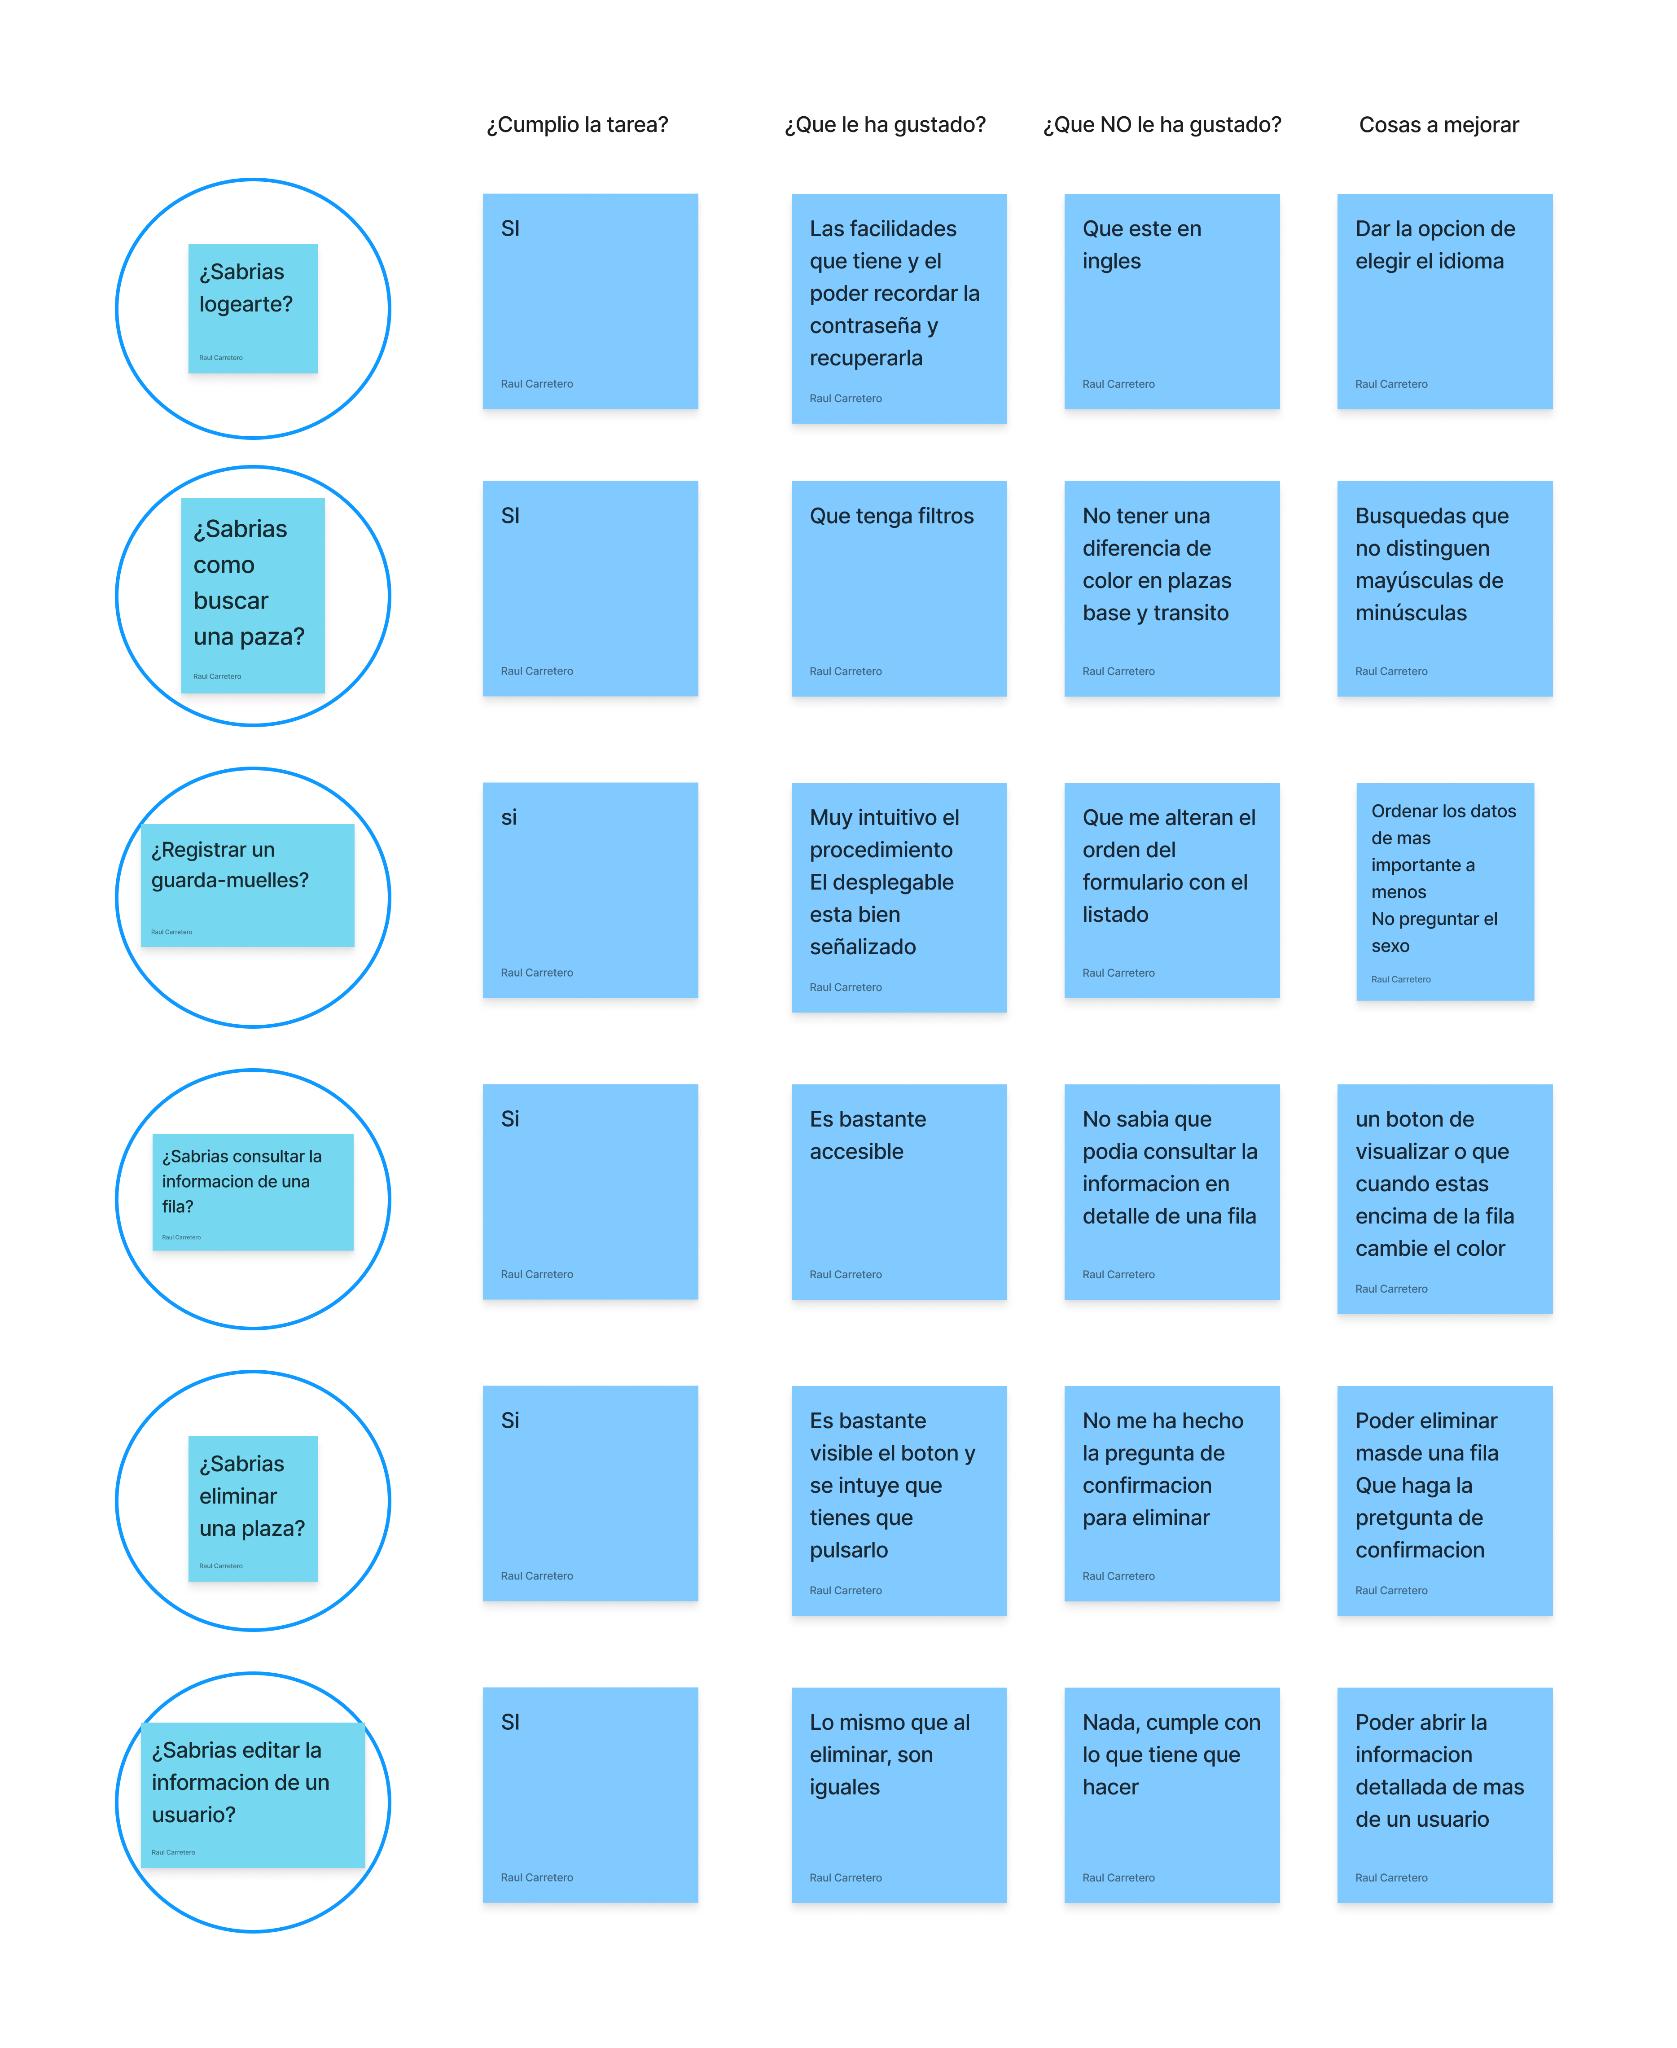 ¿Cumplio la tarea?
¿Que le ha gustado?
¿Que NO le ha gustado?
Cosas a mejorar
¿Sabrias
logearte?
Raul Carretero
SI
Raul Carretero
Las facilidades
que tiene y el
poder recordar la
contraseña y
recuperarla
Raul Carretero
Que este en
ingles
Raul Carretero
Dar la opcion de
elegir el idioma
Raul Carretero
¿Sabrias
como
buscar
una paza?
Raul Carretero
SI
Raul Carretero
Que tenga filtros
Raul Carretero
No tener una
diferencia de
color en plazas
base y transito
Raul Carretero
Busquedas que
no distinguen
mayúsculas de
minúsculas
Raul Carretero
¿Registrar un
guarda-muelles?
Raul Carretero
si
Raul Carretero
Muy intuitivo el
procedimiento
El desplegable
esta bien
señalizado
Raul Carretero
Que me alteran el
orden del
formulario con el
listado
Raul Carretero
Ordenar los datos
de mas
importante a
menos
No preguntar el
sexo
Raul Carretero
¿Sabrias consultar la
informacion de una
fila?
Raul Carretero
Si
Raul Carretero
Es bastante
accesible
Raul Carretero
No sabia que
podia consultar la
informacion en
detalle de una fila
Raul Carretero
un boton de
visualizar o que
cuando estas
encima de la fila
cambie el color
Raul Carretero
¿Sabrias
eliminar
una plaza?
Raul Carretero
Si
Raul Carretero
Es bastante
visible el boton y
se intuye que
tienes que
pulsarlo
Raul Carretero
No me ha hecho
la pregunta de
confirmacion
para eliminar
Raul Carretero
Poder eliminar
masde una fila
Que haga la
pretgunta de
confirmacion
Raul Carretero
¿Sabrias editar la
informacion de un
usuario?
Raul Carretero
SI
Raul Carretero
Lo mismo que al
eliminar, son
iguales
Raul Carretero
Nada, cumple con
lo que tiene que
hacer
Raul Carretero
Poder abrir la
informacion
detallada de mas
de un usuario
Raul Carretero